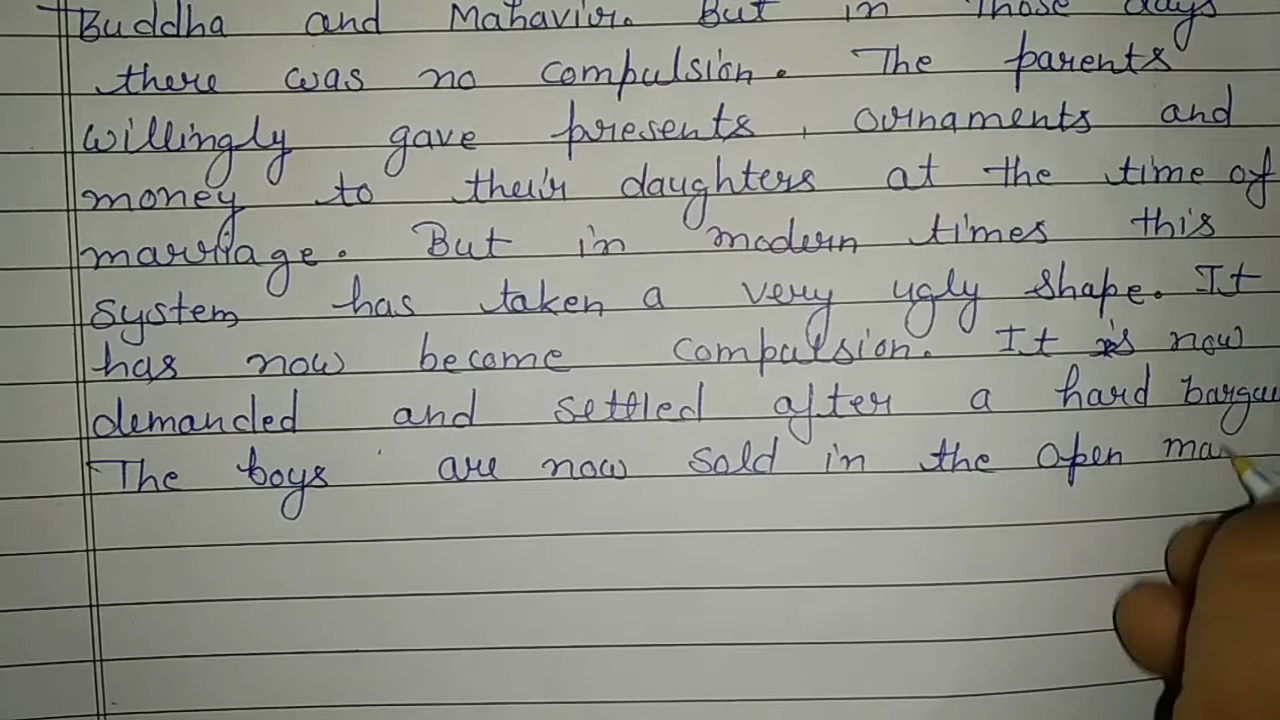 Buddha and Mahavir. But in those days
there was no compulsion. The parents
willingly gave presents, ornaments and
money to their daughters at the time of
marriage. But in modern times this
system has taken a very ugly shape. It
has now become compulsion. It is now
demanded and settled after a hard bargai
The boys are now sold in the open ma